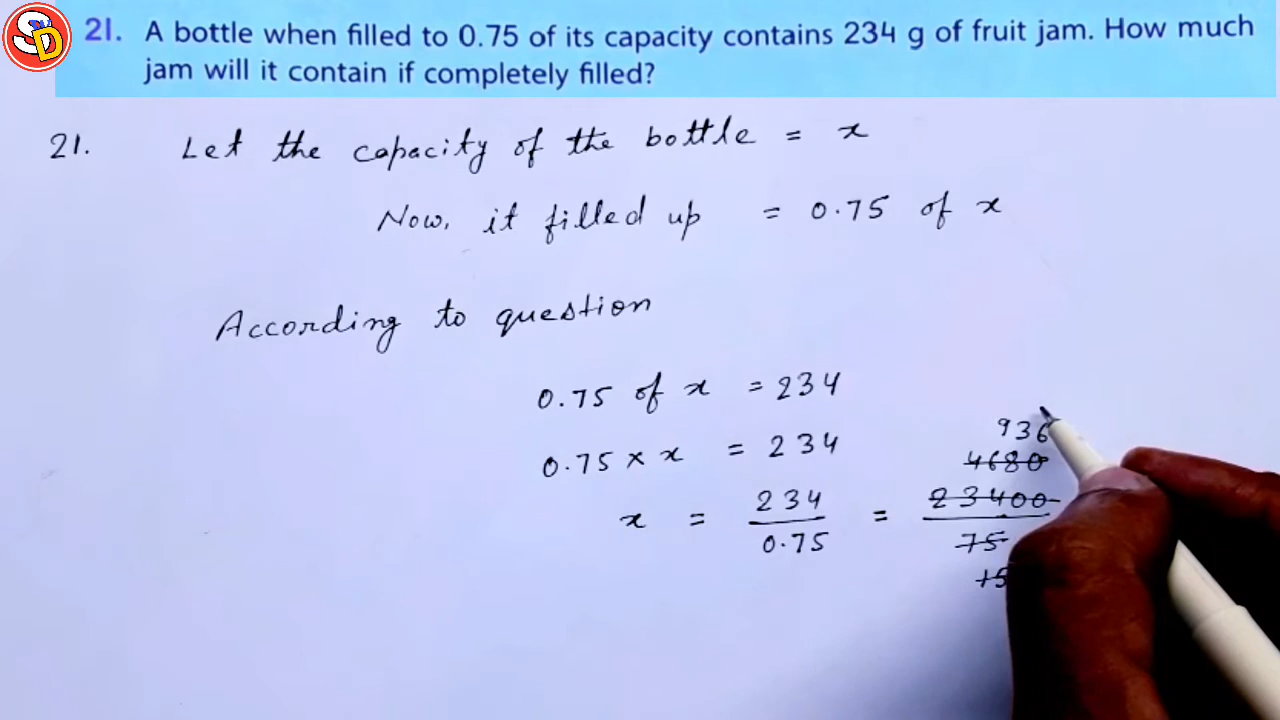 SD
21. A bottle when filled to 0.75 of its capacity contains 234 g of fruit jam. How much
jam will it contain if completely filled?
21. Let the capacity of the bottle = x
Now, it filled up = 0.75 of x
According to question
0.75 of x = 234
0.75 × x = 234
936
4680
x = 234/0.75 = 23400/75
15